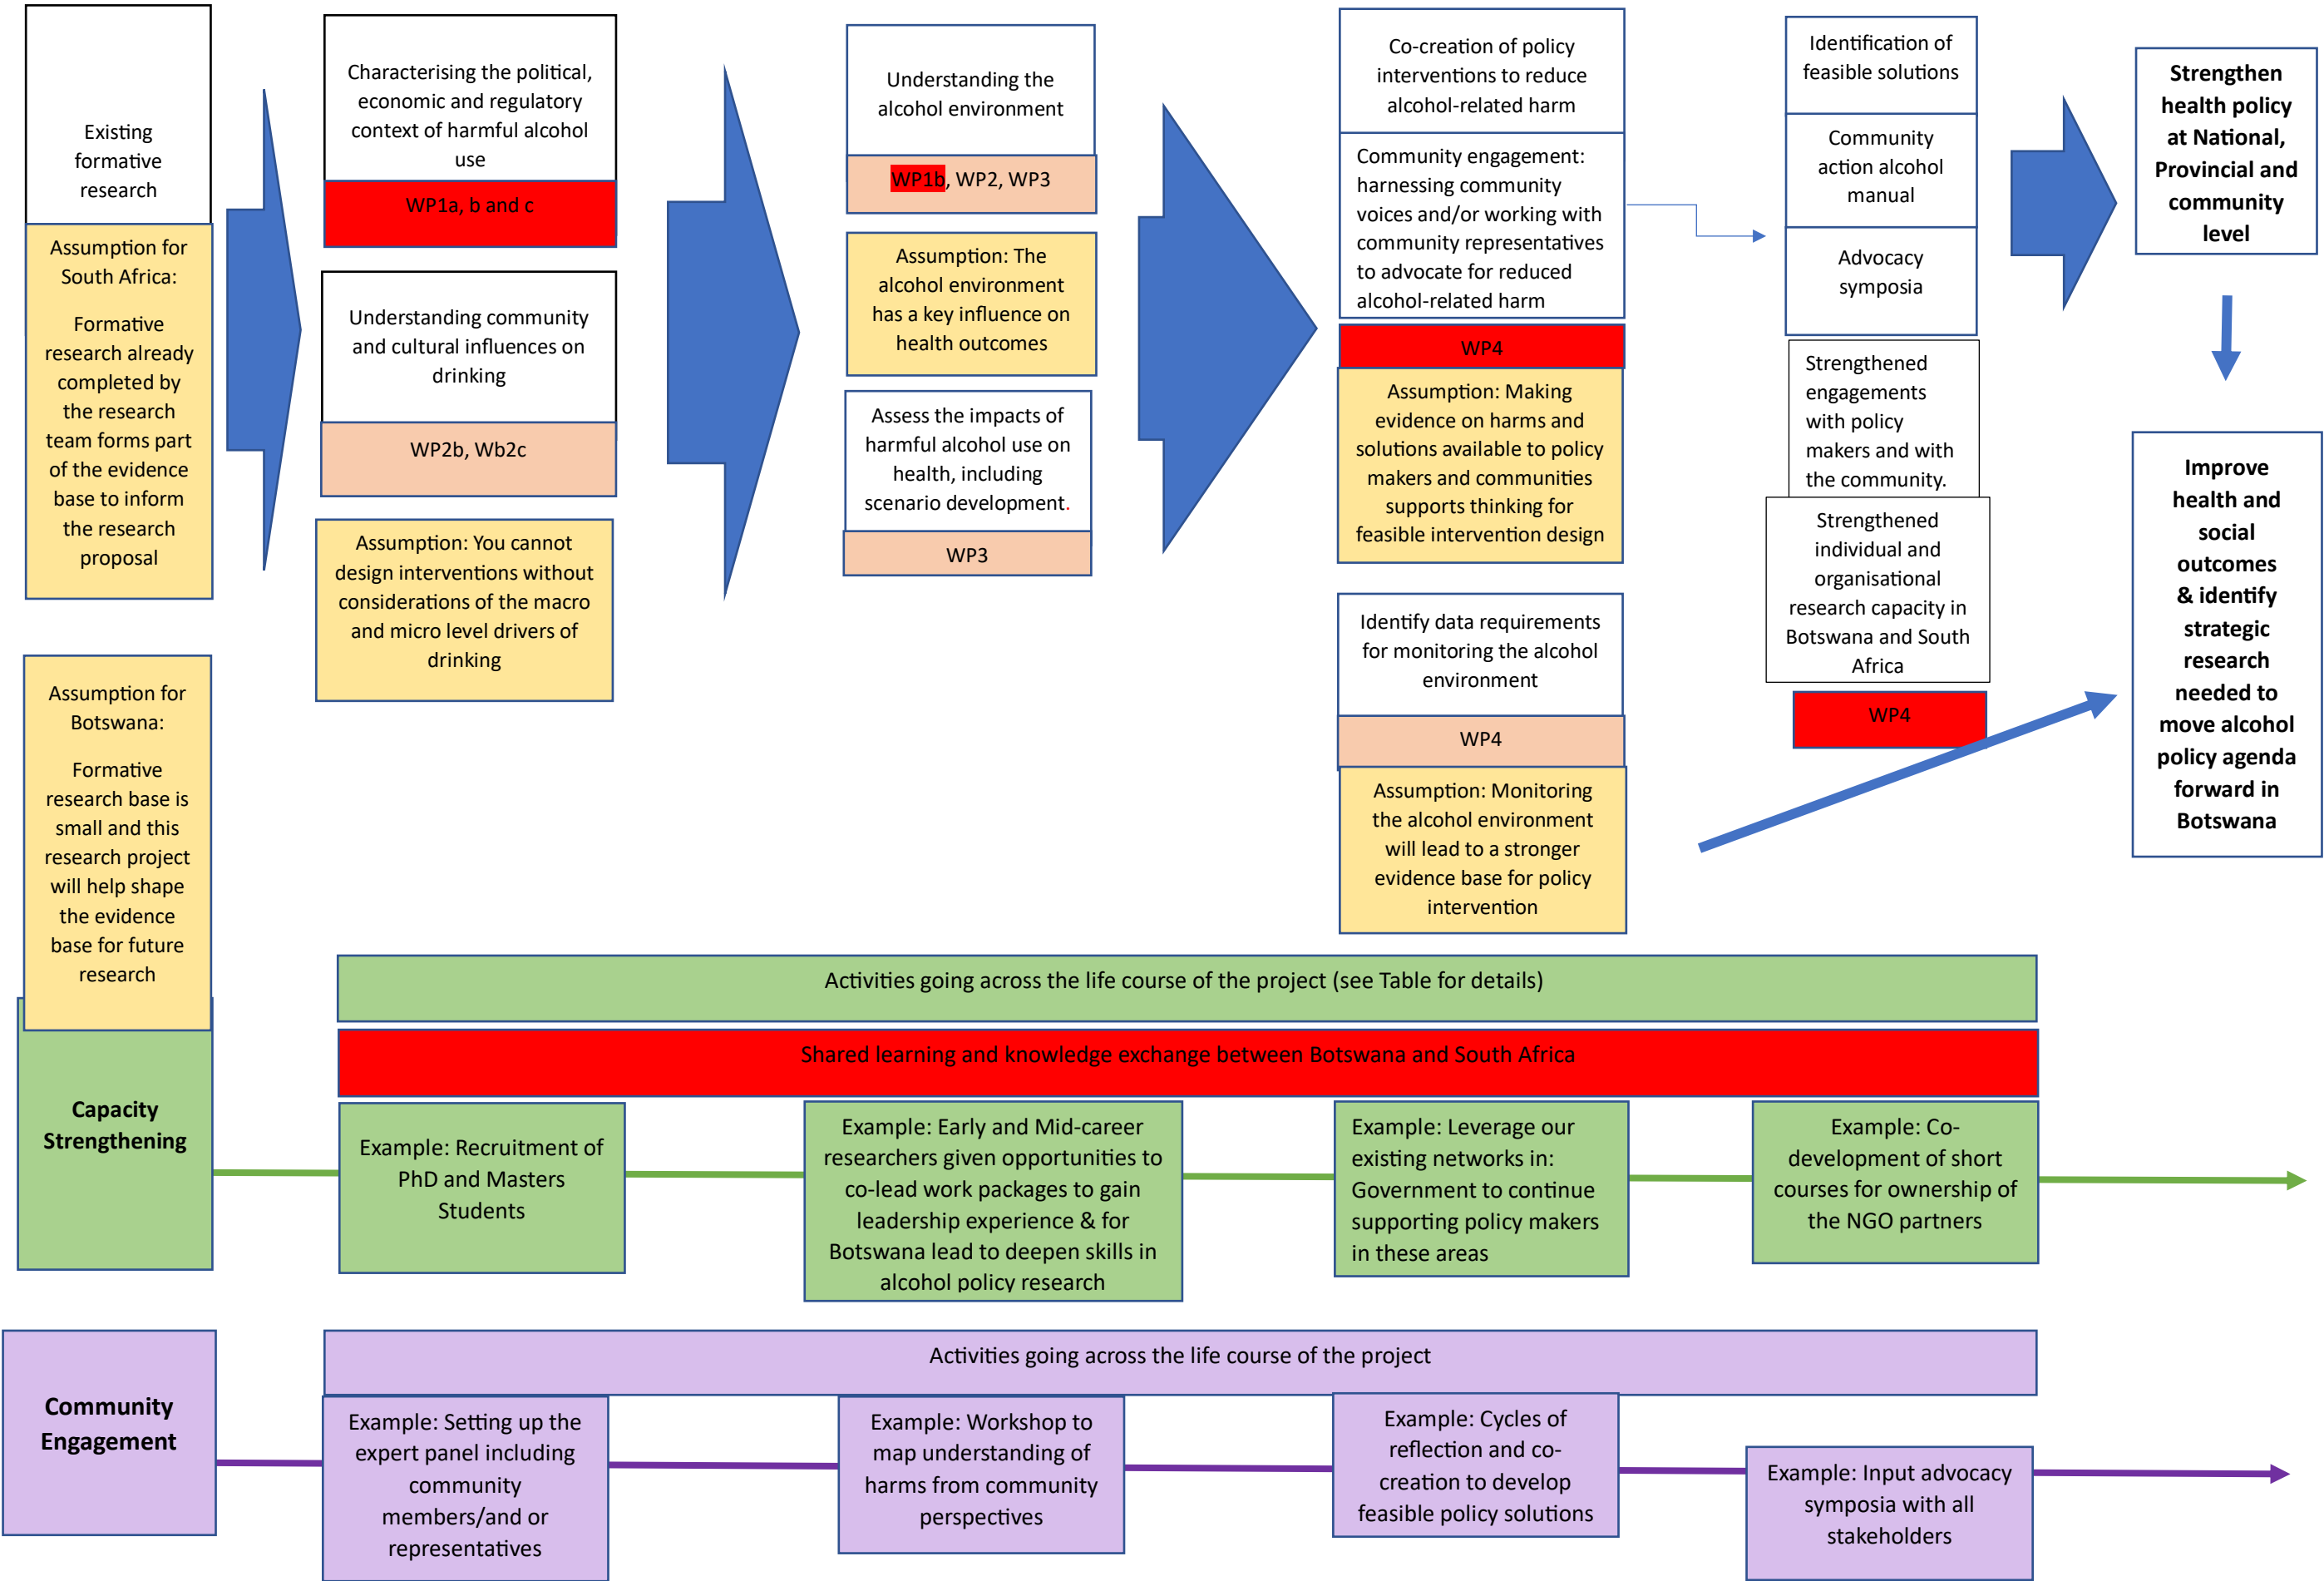 Existing
formative
research
Assumption for
South Africa:
Formative
research already
completed by
the research
team forms part
of the evidence
base to inform
the research
proposal
Assumption for
Botswana:
Formative
research base is
small and this
research project
will help shape
the evidence
base for future
research
Characterising the political,
economic and regulatory
context of harmful alcohol
use
WP1a, b and c
Understanding community
and cultural influences on
drinking
WP2b, Wb2c
Assumption: You cannot
design interventions without
considerations of the macro
and micro level drivers of
drinking
Understanding the
alcohol environment
WP1b, WP2, WP3
Assumption: The
alcohol environment
has a key influence on
health outcomes
Assess the impacts of
harmful alcohol use on
health, including
scenario development.
WP3
Co-creation of policy
interventions to reduce
alcohol-related harm
Community engagement:
harnessing community
voices and/or working with
community representatives
to advocate for reduced
alcohol-related harm
WP4
Assumption: Making
evidence on harms and
solutions available to policy
makers and communities
supports thinking for
feasible intervention design
Identify data requirements
for monitoring the alcohol
environment
WP4
Assumption: Monitoring
the alcohol environment
will lead to a stronger
evidence base for policy
intervention
Identification of
feasible solutions
Community
action alcohol
manual
Advocacy
symposia
Strengthened
engagements
with policy
makers and with
the community.
Strengthened
individual and
organisational
research capacity in
Botswana and South
Africa
WP4
Strengthen
health policy
at National,
Provincial and
community
level
Improve
health and
social
outcomes
& identify
strategic
research
needed to
move alcohol
policy agenda
forward in
Botswana
Capacity
Strengthening
Activities going across the life course of the project (see Table for details)
Shared learning and knowledge exchange between Botswana and South Africa
Example: Recruitment of
PhD and Masters
Students
Example: Early and Mid-career
researchers given opportunities to
co-lead work packages to gain
leadership experience & for
Botswana lead to deepen skills in
alcohol policy research
Example: Leverage our
existing networks in:
Government to continue
supporting policy makers
in these areas
Example: Co-
development of short
courses for ownership of
the NGO partners
Community
Engagement
Activities going across the life course of the project
Example: Setting up the
expert panel including
community
members/and or
representatives
Example: Workshop to
map understanding of
harms from community
perspectives
Example: Cycles of
reflection and co-
creation to develop
feasible policy solutions
Example: Input advocacy
symposia with all
stakeholders